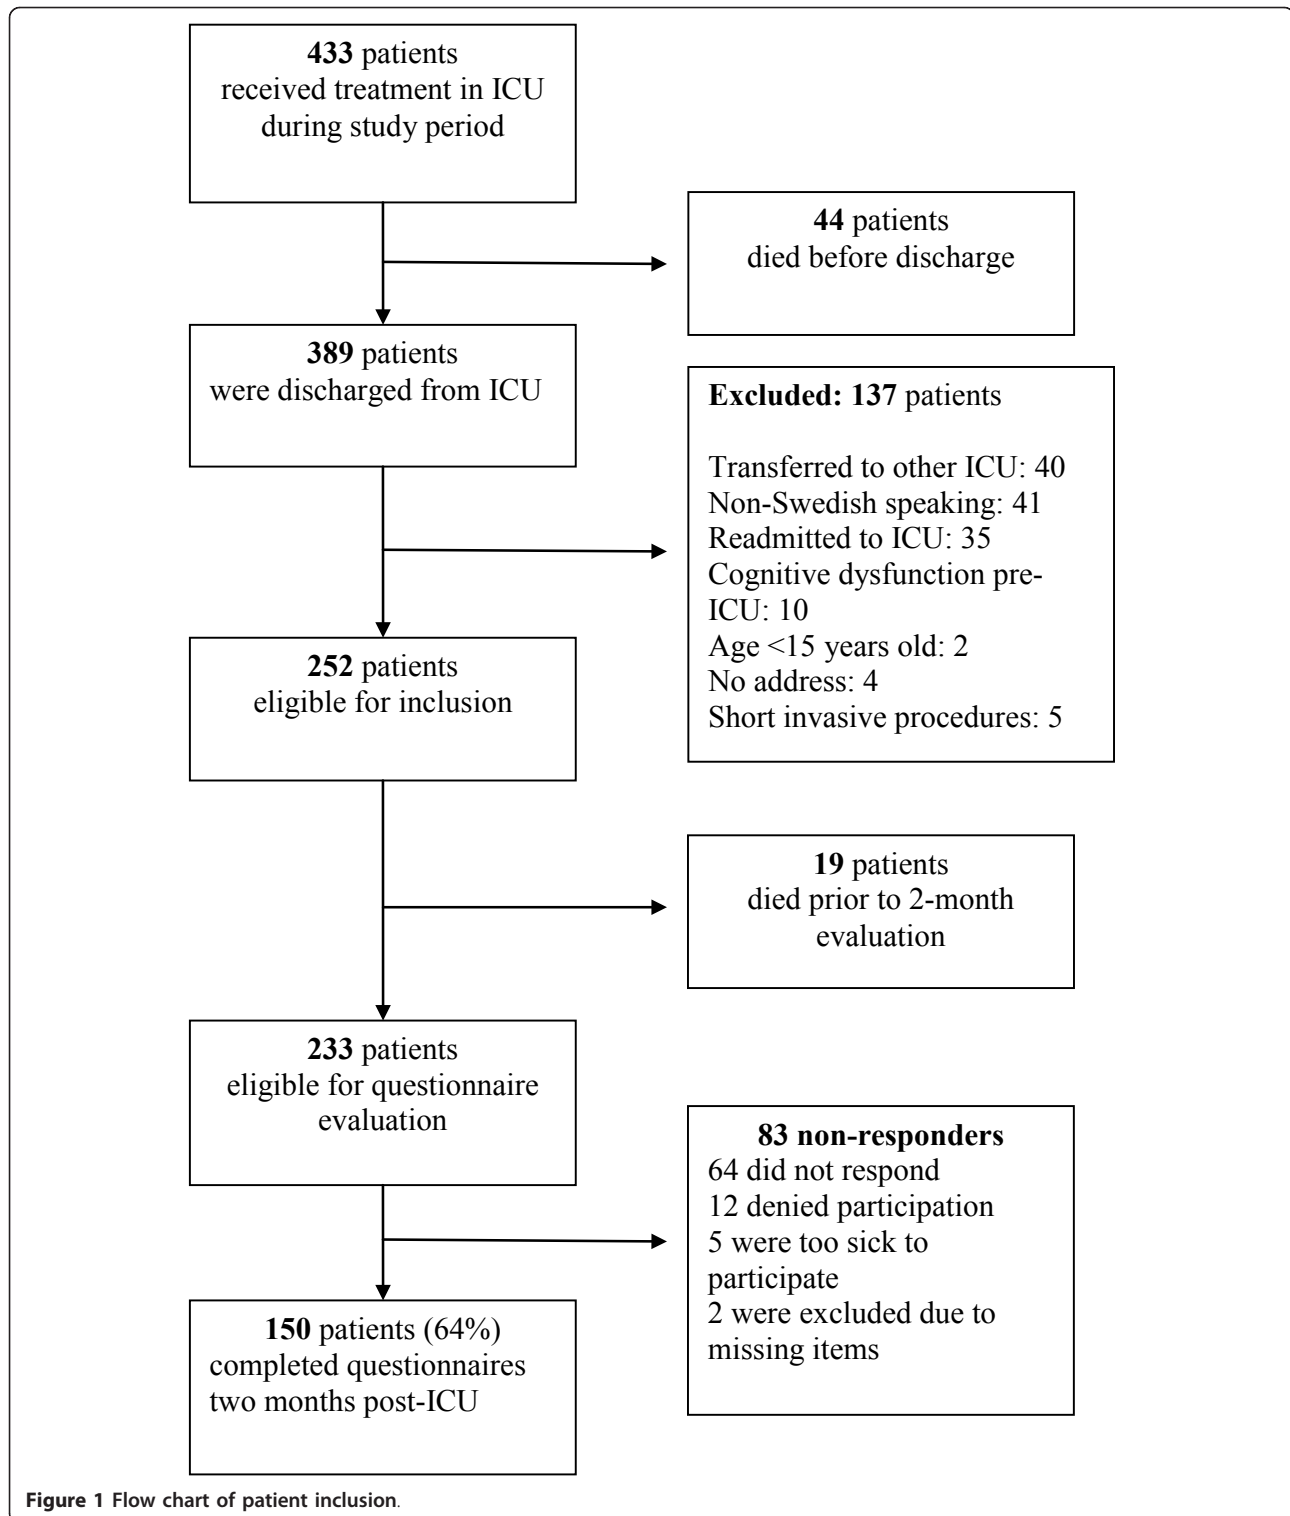 433 patients
received treatment in ICU
during study period
44 patients
died before discharge
389 patients
were discharged from ICU
Excluded: 137 patients
Transferred to other ICU: 40
Non-Swedish speaking: 41
Readmitted to ICU: 35
Cognitive dysfunction pre-
ICU: 10
Age <15 years old: 2
No address: 4
Short invasive procedures: 5
252 patients
eligible for inclusion
19 patients
died prior to 2-month
evaluation
233 patients
eligible for questionnaire
evaluation
83 non-responders
64 did not respond
12 denied participation
5 were too sick to
participate
2 were excluded due to
missing items
150 patients (64%)
completed questionnaires
two months post-ICU
Figure 1 Flow chart of patient inclusion.